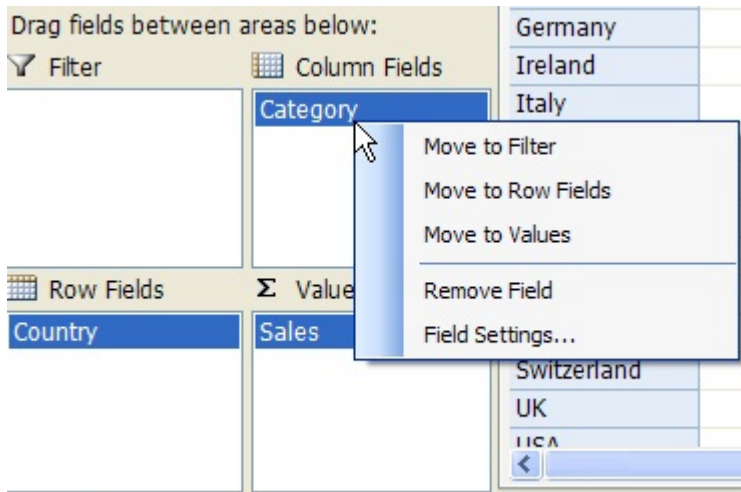 Drag fields between areas below:
Filter
Column Fields
Category
Row Fields
Σ Value
Country
Sales
Move to Filter
Move to Row Fields
Move to Values
Remove Field
Field Settings...
Germany
Ireland
Italy
Switzerland
UK
USA